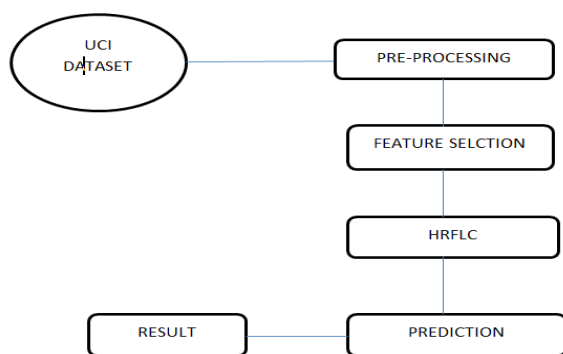 UCI
DATASET
PRE-PROCESSING
FEATURE SELCTION
HRFLC
PREDICTION
RESULT